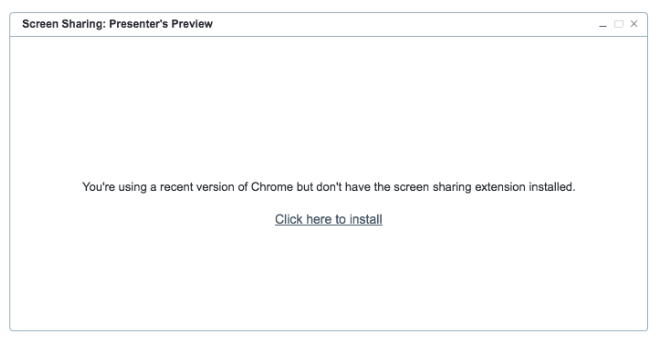 Screen Sharing: Presenter's Preview
You're using a recent version of Chrome but don't have the screen sharing extension installed.
Click here to install